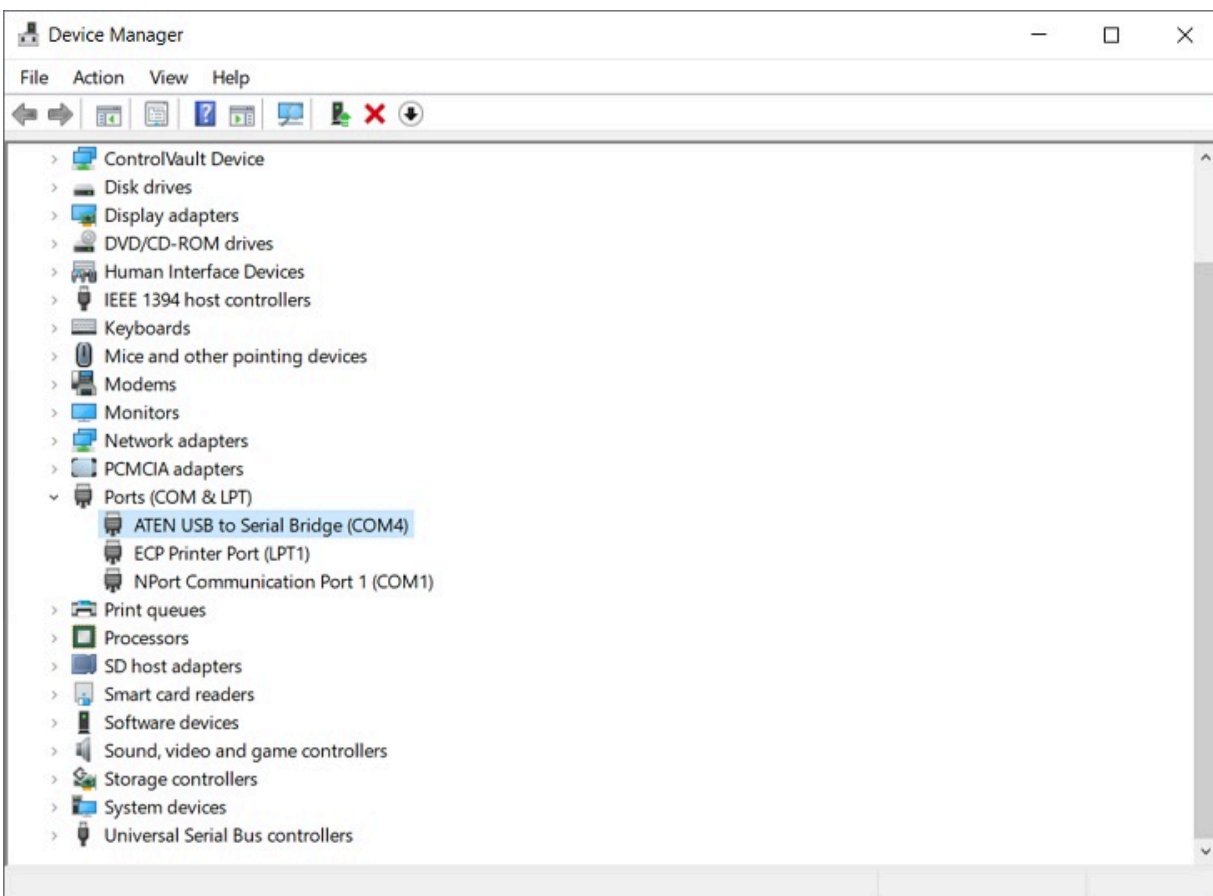 Device Manager
File Action View Help
ControlVault Device
Disk drives
Display adapters
DVD/CD-ROM drives
Human Interface Devices
IEEE 1394 host controllers
Keyboards
Mice and other pointing devices
Modems
Monitors
Network adapters
PCMCIA adapters
Ports (COM & LPT)
ATEN USB to Serial Bridge (COM4)
ECP Printer Port (LPT1)
NPort Communication Port 1 (COM1)
Print queues
Processors
SD host adapters
Smart card readers
Software devices
Sound, video and game controllers
Storage controllers
System devices
Universal Serial Bus controllers